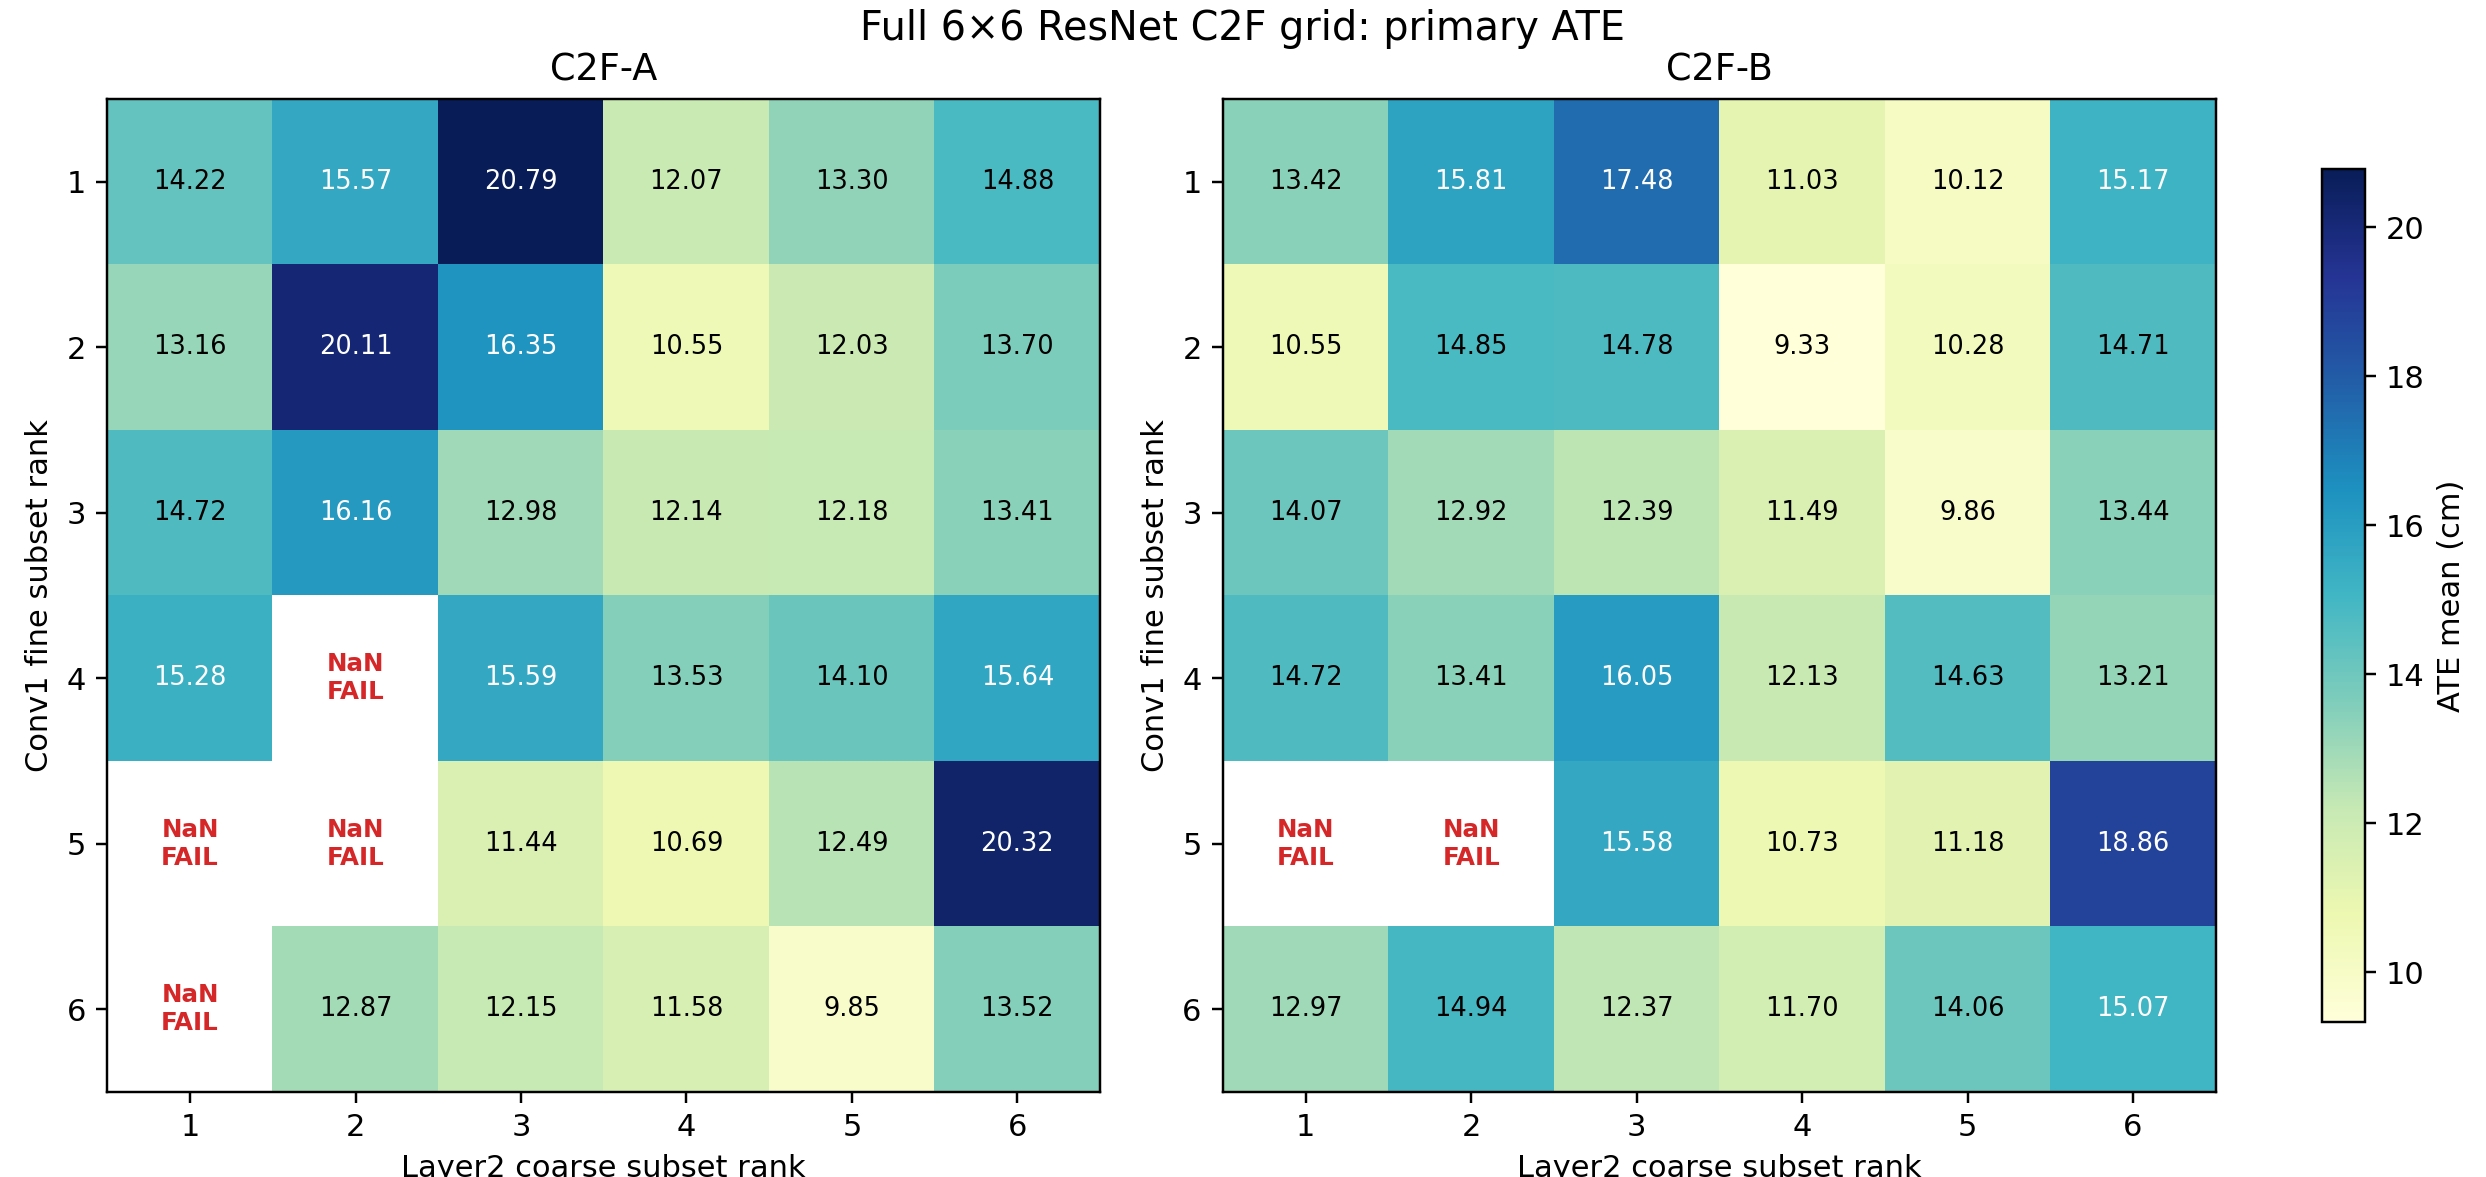 Full 6×6 ResNet C2F grid: primary ATE
C2F-A
1 14.22 15.57 20.79 12.07 13.30 14.88
2 13.16 20.11 16.35 10.55 12.03 13.70
3 14.72 16.16 12.98 12.14 12.18 13.41
4 15.28 NaN FAIL 15.59 13.53 14.10 15.64
5 NaN FAIL NaN FAIL 11.44 10.69 12.49 20.32
6 NaN FAIL 12.87 12.15 11.58 9.85 13.52
1 2 3 4 5 6
Layer2 coarse subset rank
Conv1 fine subset rank
C2F-B
1 13.42 15.81 17.48 11.03 10.12 15.17
2 10.55 14.85 14.78 9.33 10.28 14.71
3 14.07 12.92 12.39 11.49 9.86 13.44
4 14.72 13.41 16.05 12.13 14.63 13.21
5 NaN FAIL NaN FAIL 15.58 10.73 11.18 18.86
6 12.97 14.94 12.37 11.70 14.06 15.07
1 2 3 4 5 6
Layer2 coarse subset rank
Conv1 fine subset rank
20
18
16
14
12
10
ATE mean (cm)